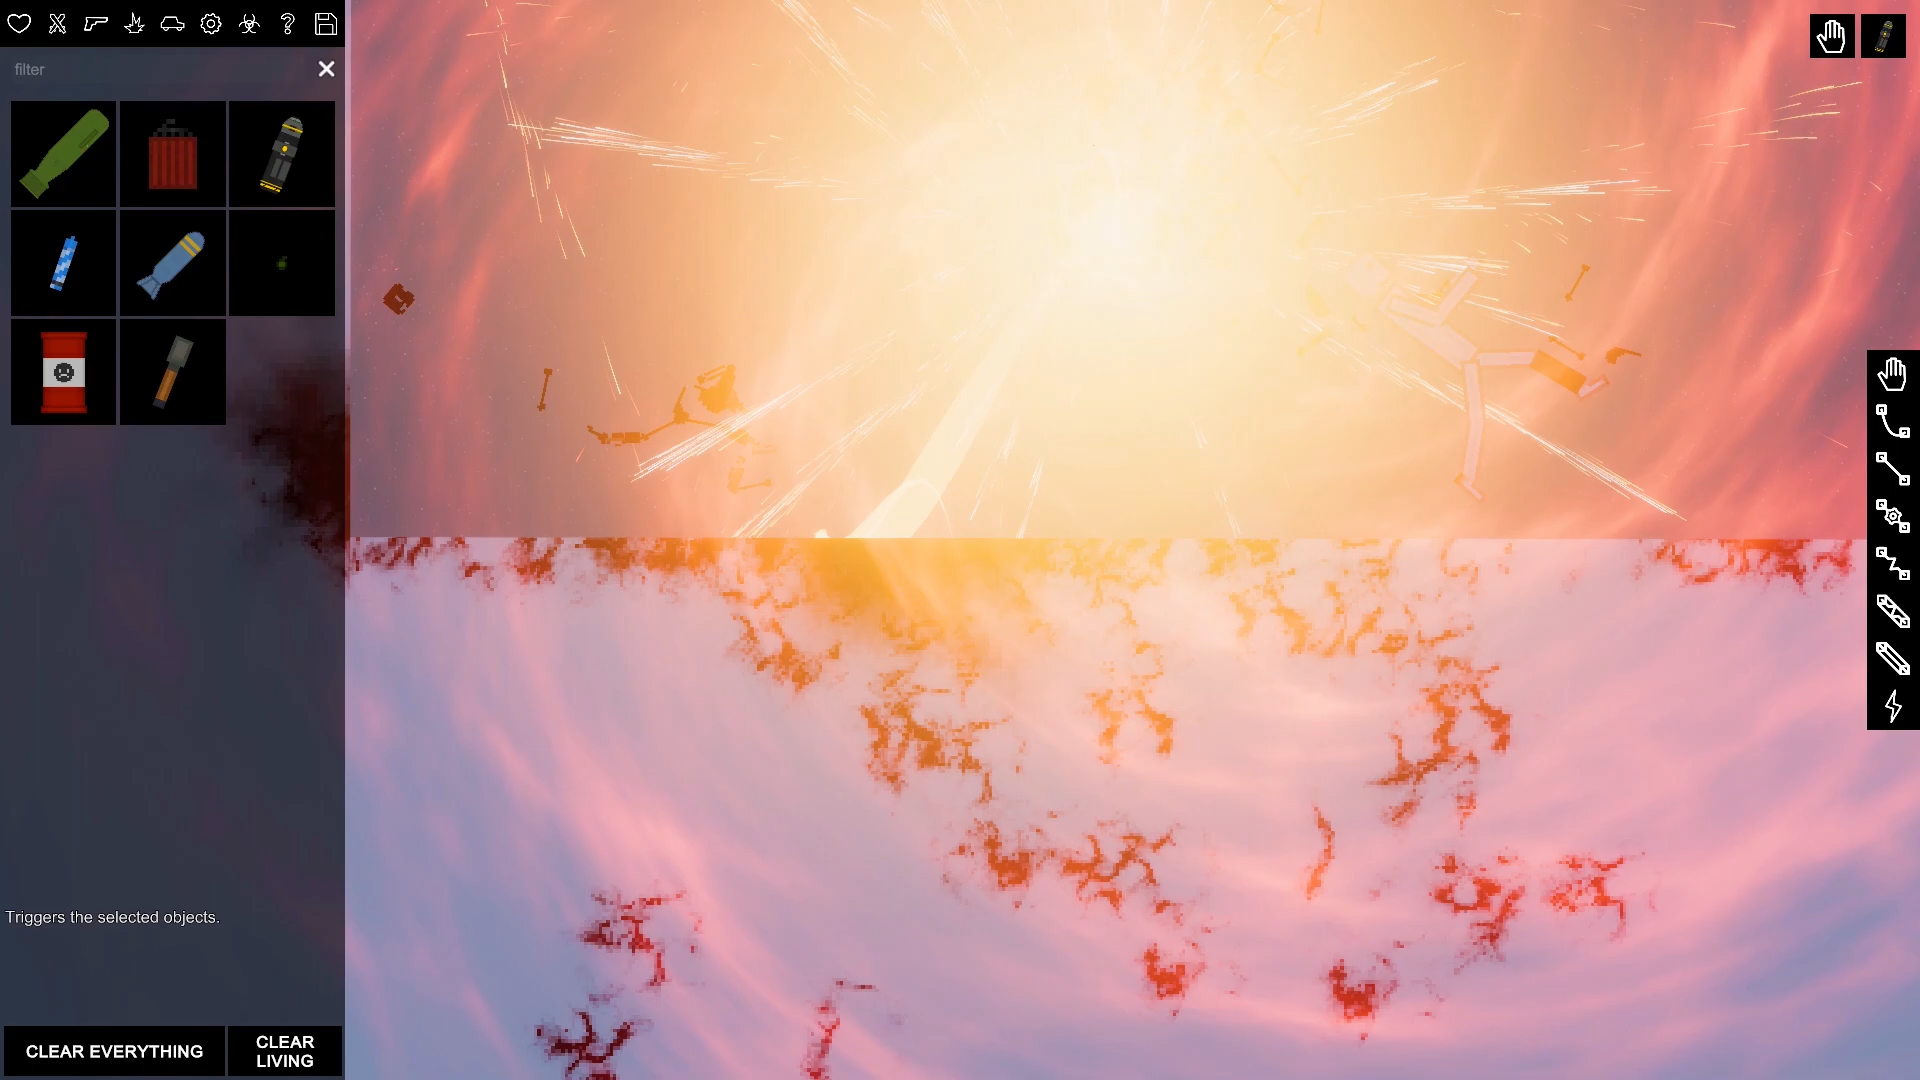 filter
Triggers the selected objects.
CLEAR EVERYTHING
CLEAR
LIVING